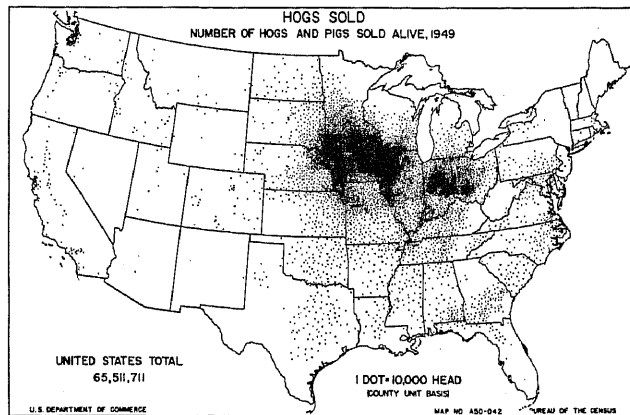 HOGS SOLD
NUMBER OF HOGS AND PIGS SOLD ALIVE, 1949
UNITED STATES TOTAL
65,511,711
1 DOT=10,000 HEAD
(COUNTY UNIT BASIS)
U.S. DEPARTMENT OF COMMERCE
MAP NO A50-042
BUREAU OF THE CENSUS